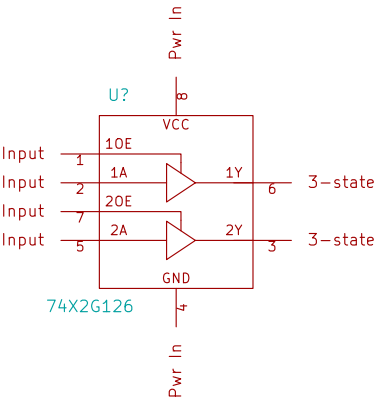 Pwr In
U?
8
VCC
Input 1 1OE
Input 2 1A 1Y 6 3-state
Input 7 2OE
Input 5 2A 2Y 3 3-state
GND
74X2G126
4
Pwr In